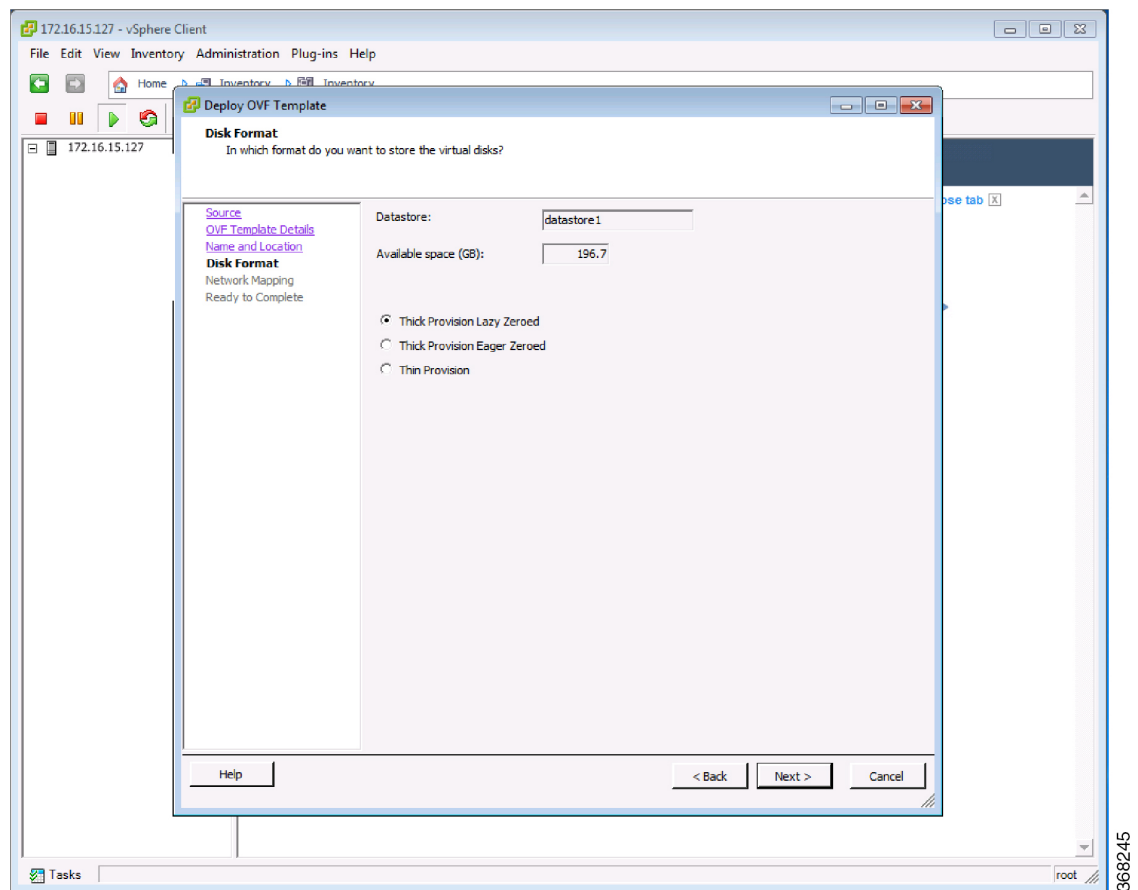 172.16.15.127 - vSphere Client
File Edit View Inventory Administration Plug-ins Help
Home Inventory Inventory
Deploy OVF Template
172.16.15.127
Disk Format
In which format do you want to store the virtual disks?
ose tab X
Source
OVF Template Details
Name and Location
Disk Format
Network Mapping
Ready to Complete
Datastore: datastore1
Available space (GB): 196.7
Thick Provision Lazy Zeroed
Thick Provision Eager Zeroed
Thin Provision
Help < Back Next > Cancel
Tasks root
368245